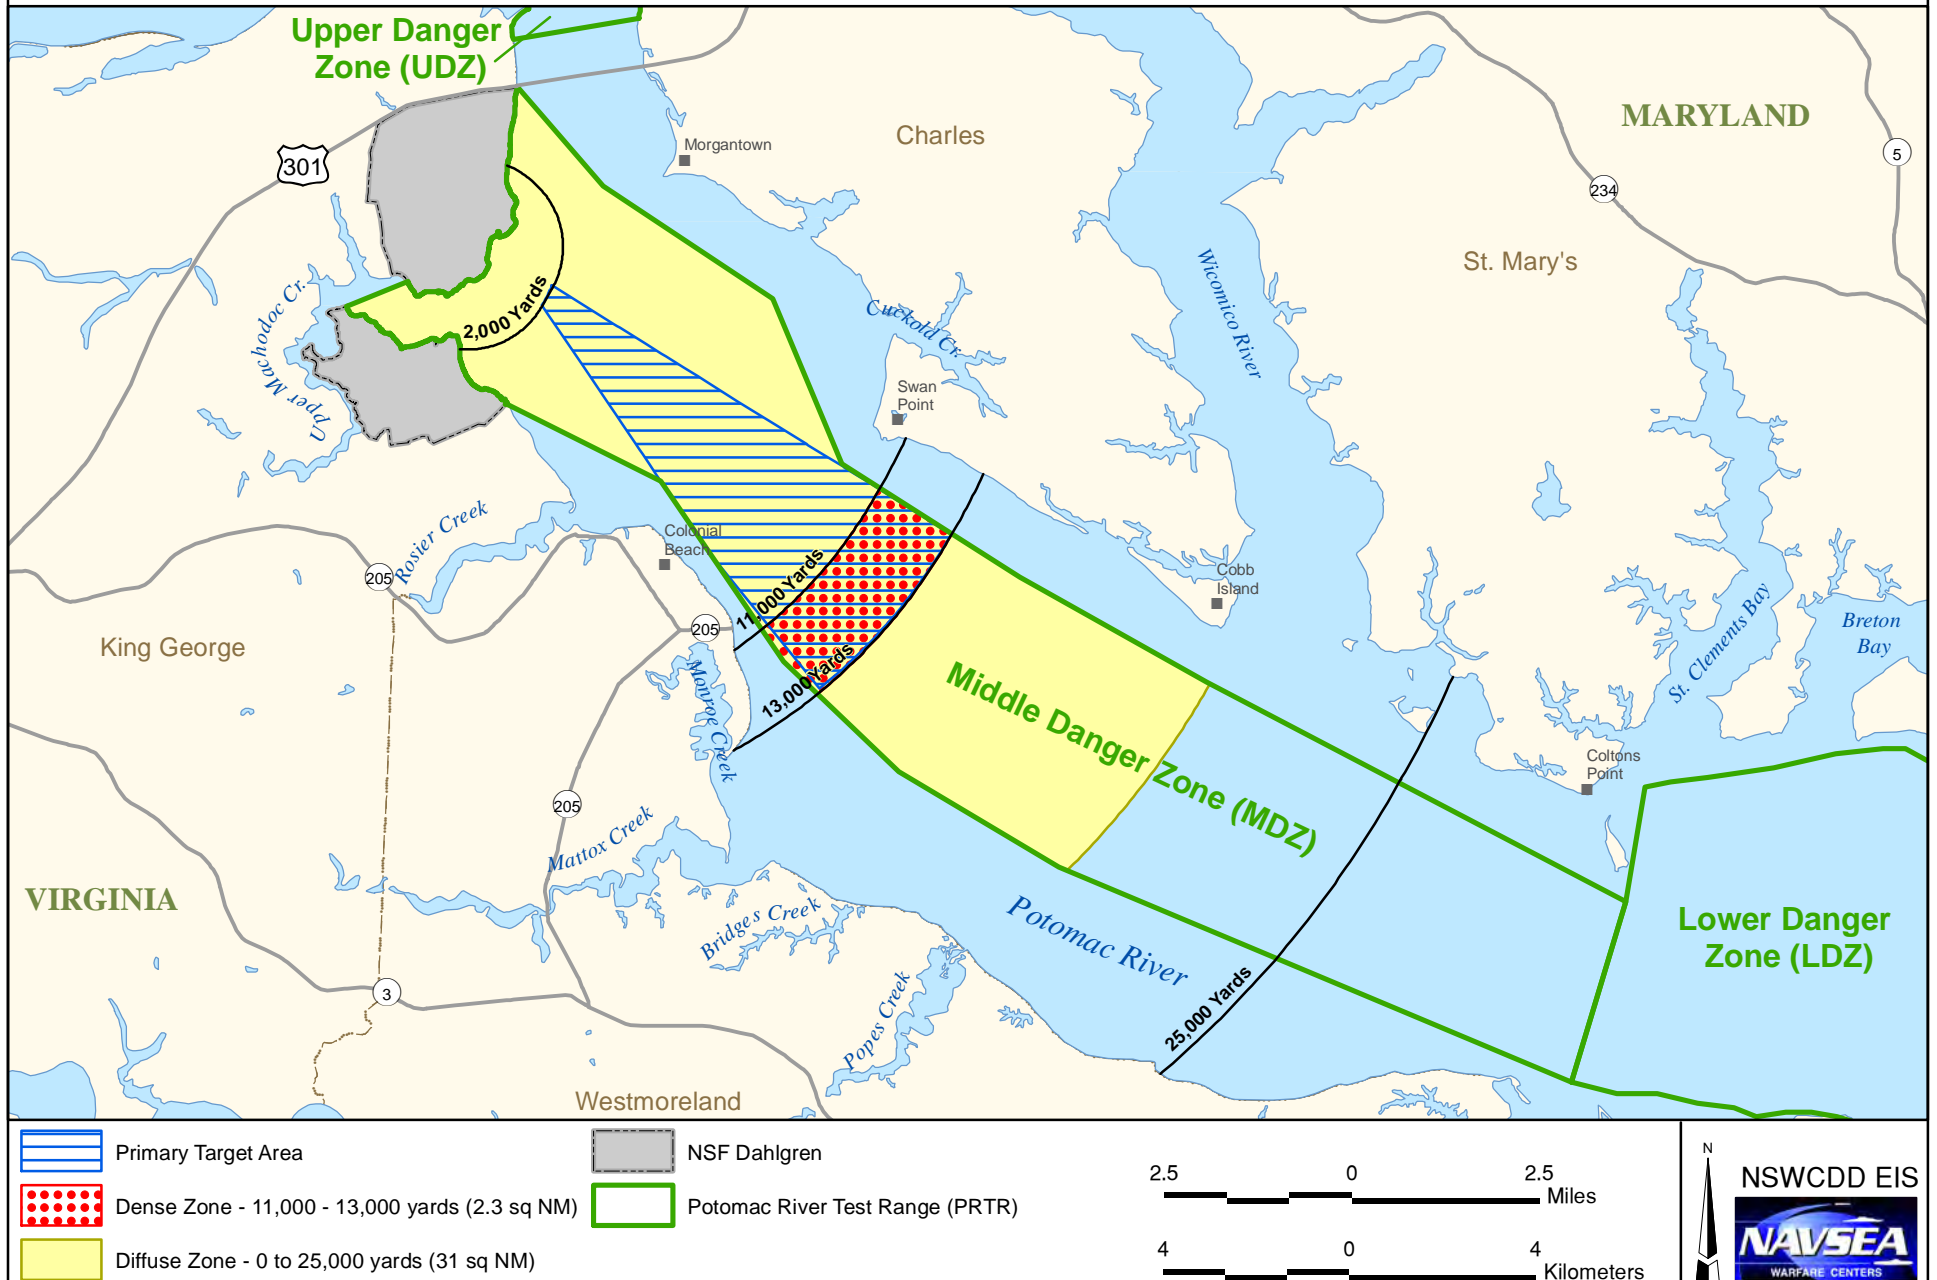 Upper Danger
Zone (UDZ)
MARYLAND
Charles
Morgantown
301
5
234
St. Mary's
Wicomico River
Upper Machodoc Cr.
2,000 Yards
Cuckold Cr.
Swan
Point
Rosier Creek
Colonial
Beach
205
11,000 Yards
Cobb
Island
St. Clements Bay
Breton
Bay
King George
205
Monroe Creek
13,000 Yards
Middle Danger Zone (MDZ)
Coltons
Point
205
Mattox Creek
VIRGINIA
Bridges Creek
Potomac River
Lower Danger
Zone (LDZ)
3
Popes Creek
25,000 Yards
Westmoreland
Primary Target Area
NSF Dahlgren
Dense Zone - 11,000 - 13,000 yards (2.3 sq NM)
Potomac River Test Range (PRTR)
Diffuse Zone - 0 to 25,000 yards (31 sq NM)
2.5 0 2.5
Miles
4 0 4
Kilometers
N
NSWCDD EIS
NAVSEA
WARFARE CENTERS